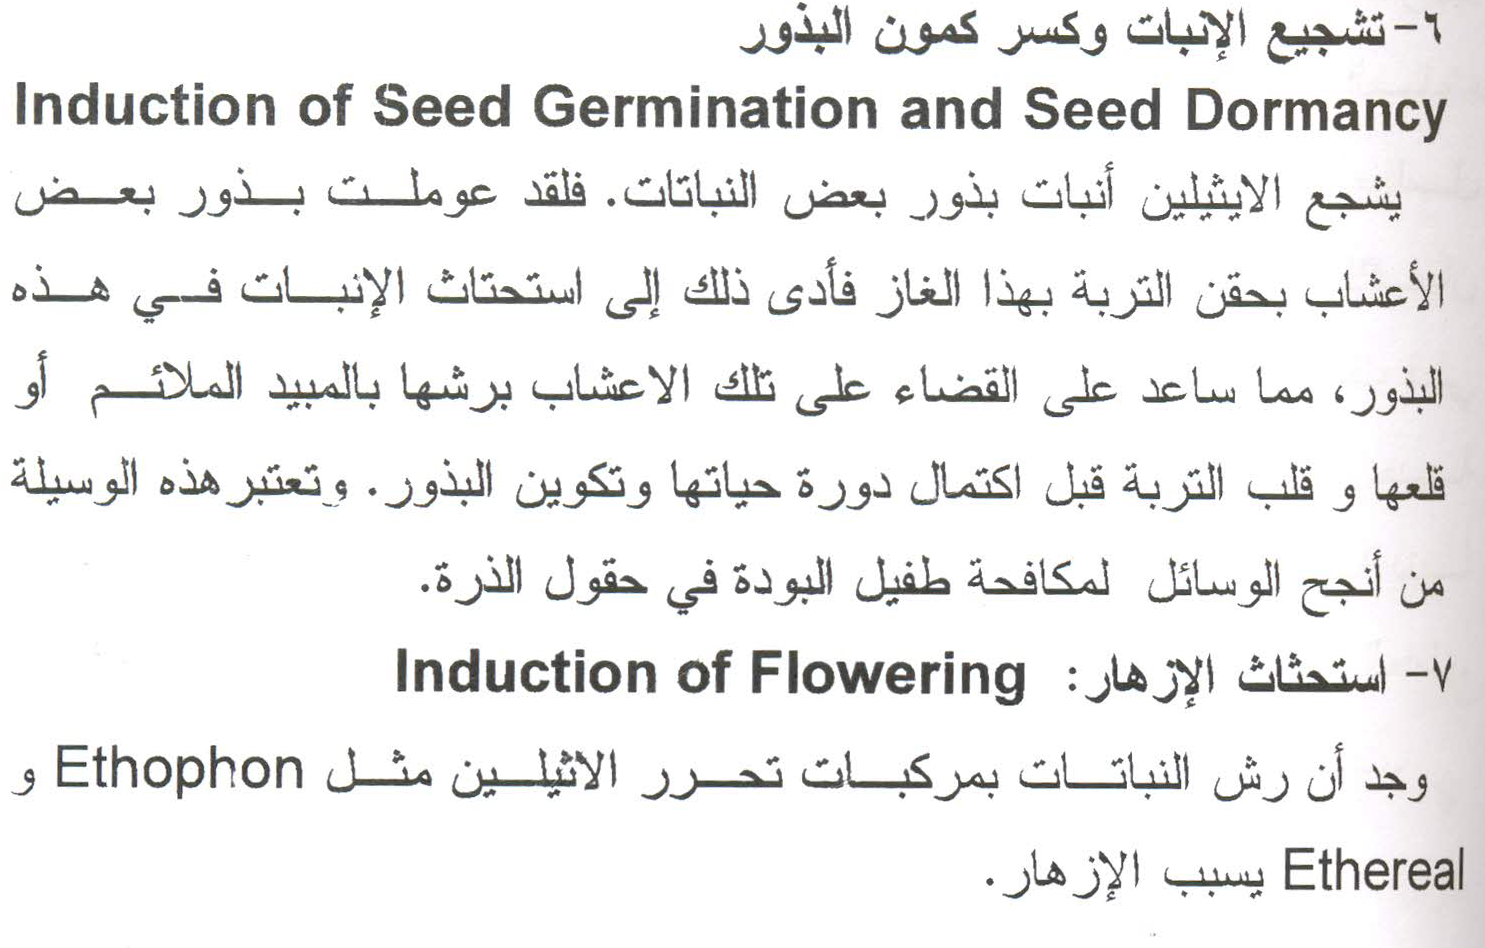 ٦- تشجيع الإنبات وكسر كمون البذور
Induction of Seed Germination and Seed Dormancy
يشجع الايثيلين أنبات بذور بعض النباتات. فلقد عوملت بذور بعض
الأعشاب بحقن التربة بهذا الغاز فأدى ذلك إلى استحتاث الإنبات في هذه
البذور، مما ساعد على القضاء على تلك الاعشاب برشها بالمبيد الملائم أو
قلعها و قلب التربة قبل اكتمال دورة حياتها وتكوين البذور. وتعتبر هذه الوسيلة
من أنجح الوسائل لمكافحة طفيل البودة في حقول الذرة.
٧- استحثاث الإزهار: Induction of Flowering
وجد أن رش النباتات بمركبات تحرر الاثيلين مثل Ethophon و
Ethereal يسبب الإزهار.